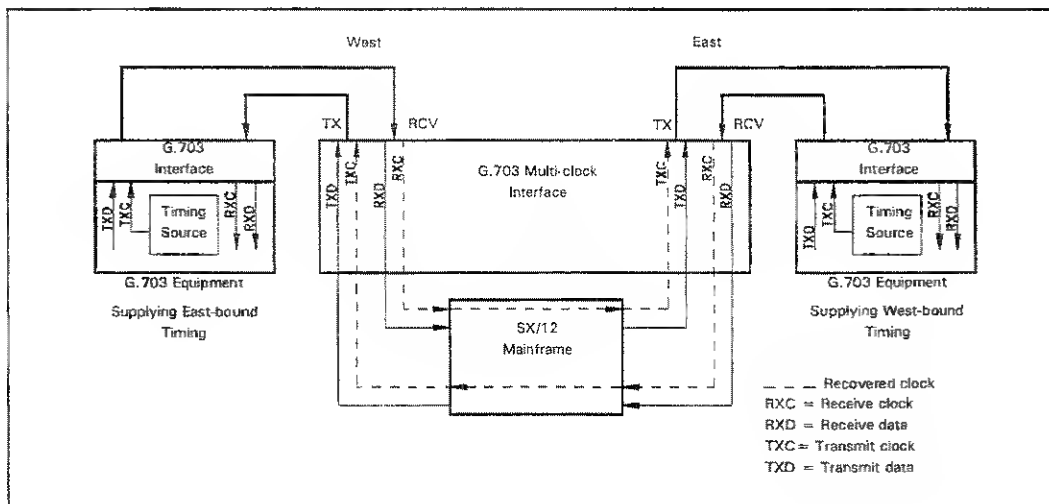 West
East
TX
RCV
TX
RCV
G.703
Interface
TXD
TXC
RXC
RXD
Timing
Source
G.703 Equipment
Supplying East-bound
Timing
TXD
TXC
RXD
RXC
G.703 Multi-clock
Interface
TXC
TXD
RXC
RXD
SX/12
Mainframe
G.703
Interface
TXD
TXC
RXC
RXD
Timing
Source
G.703 Equipment
Supplying West-bound
Timing
Recovered clock
RXC = Receive clock
RXD = Receive data
TXC = Transmit clock
TXD = Transmit data